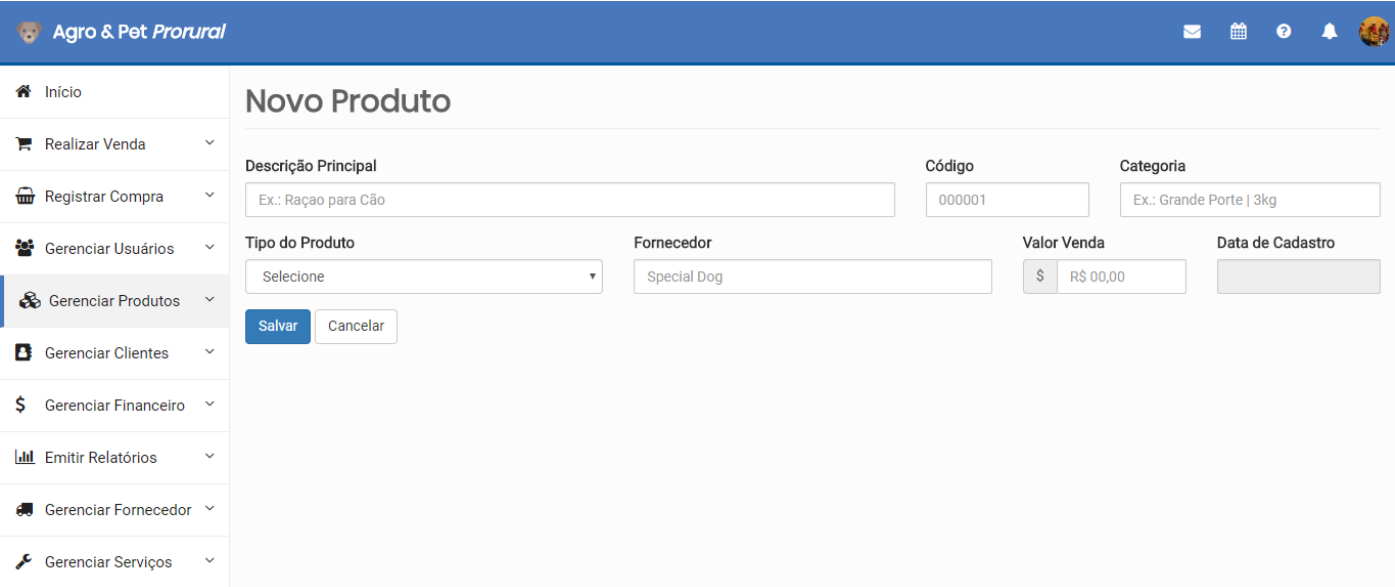 Agro & Pet Prorural
Início
Realizar Venda
Registrar Compra
Gerenciar Usuários
Gerenciar Produtos
Gerenciar Clientes
$ Gerenciar Financeiro
Emitir Relatórios
Gerenciar Fornecedor
Gerenciar Serviços
Novo Produto
Descrição Principal Código Categoria
Ex.: Raçao para Cão 000001 Ex.: Grande Porte | 3kg
Tipo do Produto Fornecedor Valor Venda Data de Cadastro
Selecione Special Dog $ R$ 00,00
Salvar Cancelar